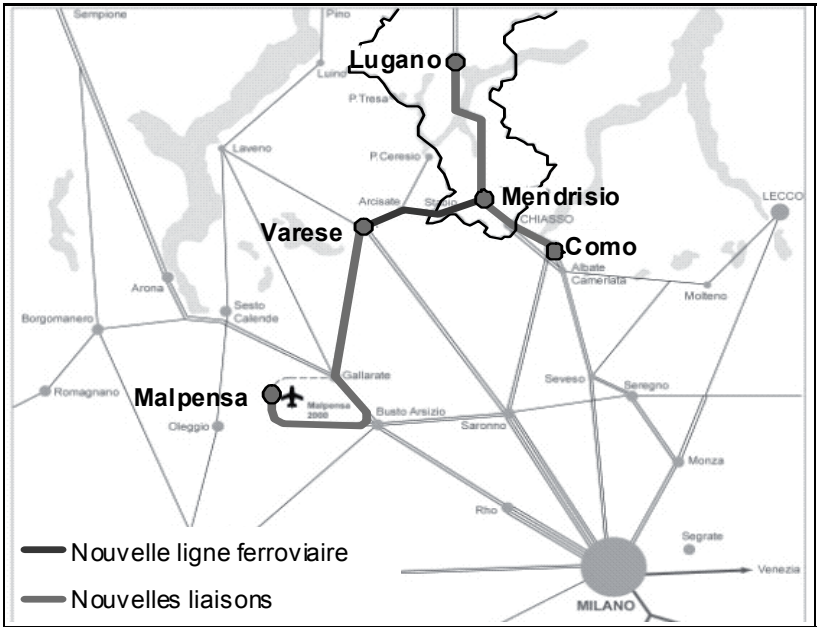 Sempione
Pino
Lugano
Luino
P.Tresa
Laveno
P.Ceresio
LECCO
Arcisate
Stabio
Mendrisio
CHIASSO
Varese
Como
Albate
Camerlata
Arona
Molteno
Sesto
Calende
Borgomanero
Gallarate
Seveso
Seregno
Romagnano
Malpensa
Malpensa
2000
Busto Arsizio
Oleggio
Saronno
Monza
Rho
Segrate
Nouvelle ligne ferroviaire
Venezia
Nouvelles liaisons
MILANO